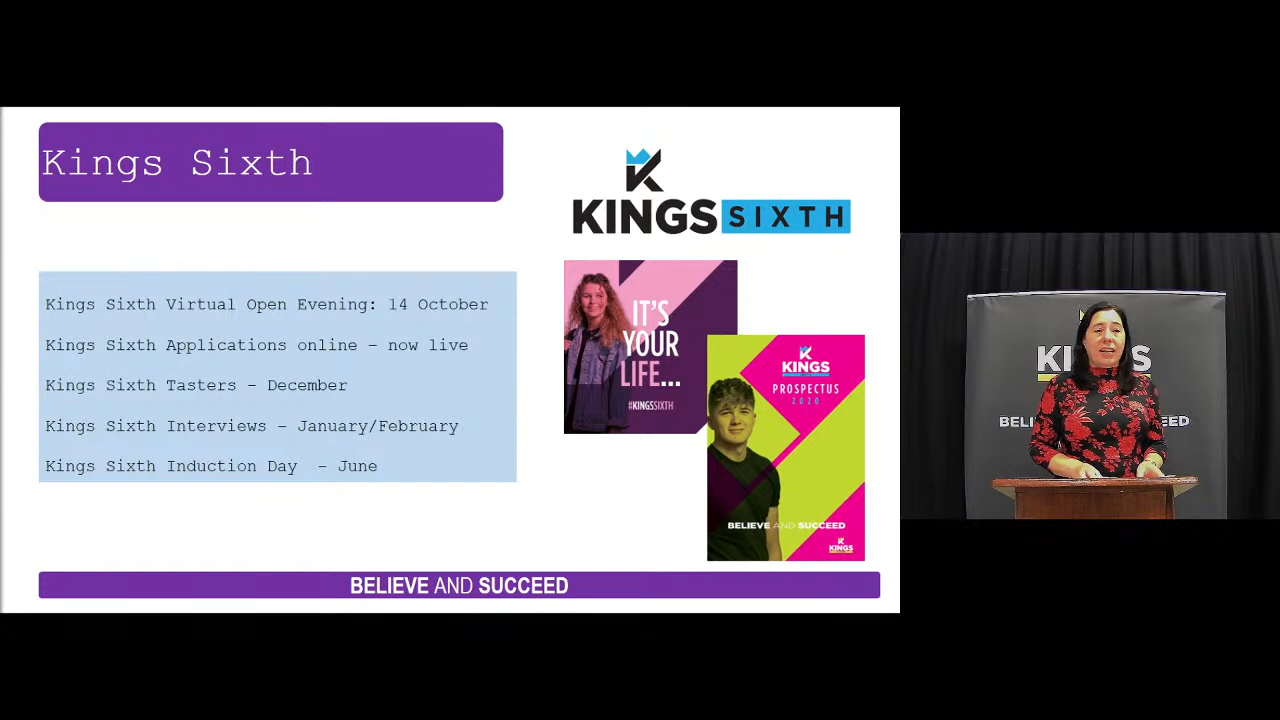 Kings Sixth
KINGS SIXTH
Kings Sixth Virtual Open Evening: 14 October
Kings Sixth Applications online – now live
Kings Sixth Tasters – December
Kings Sixth Interviews – January/February
Kings Sixth Induction Day – June
IT'S
YOUR
LIFE...
#KINGSSIXTH
KINGS
PROSPECTUS
2020
BELIEVE AND SUCCEED
KINGS
BELIEVE AND SUCCEED